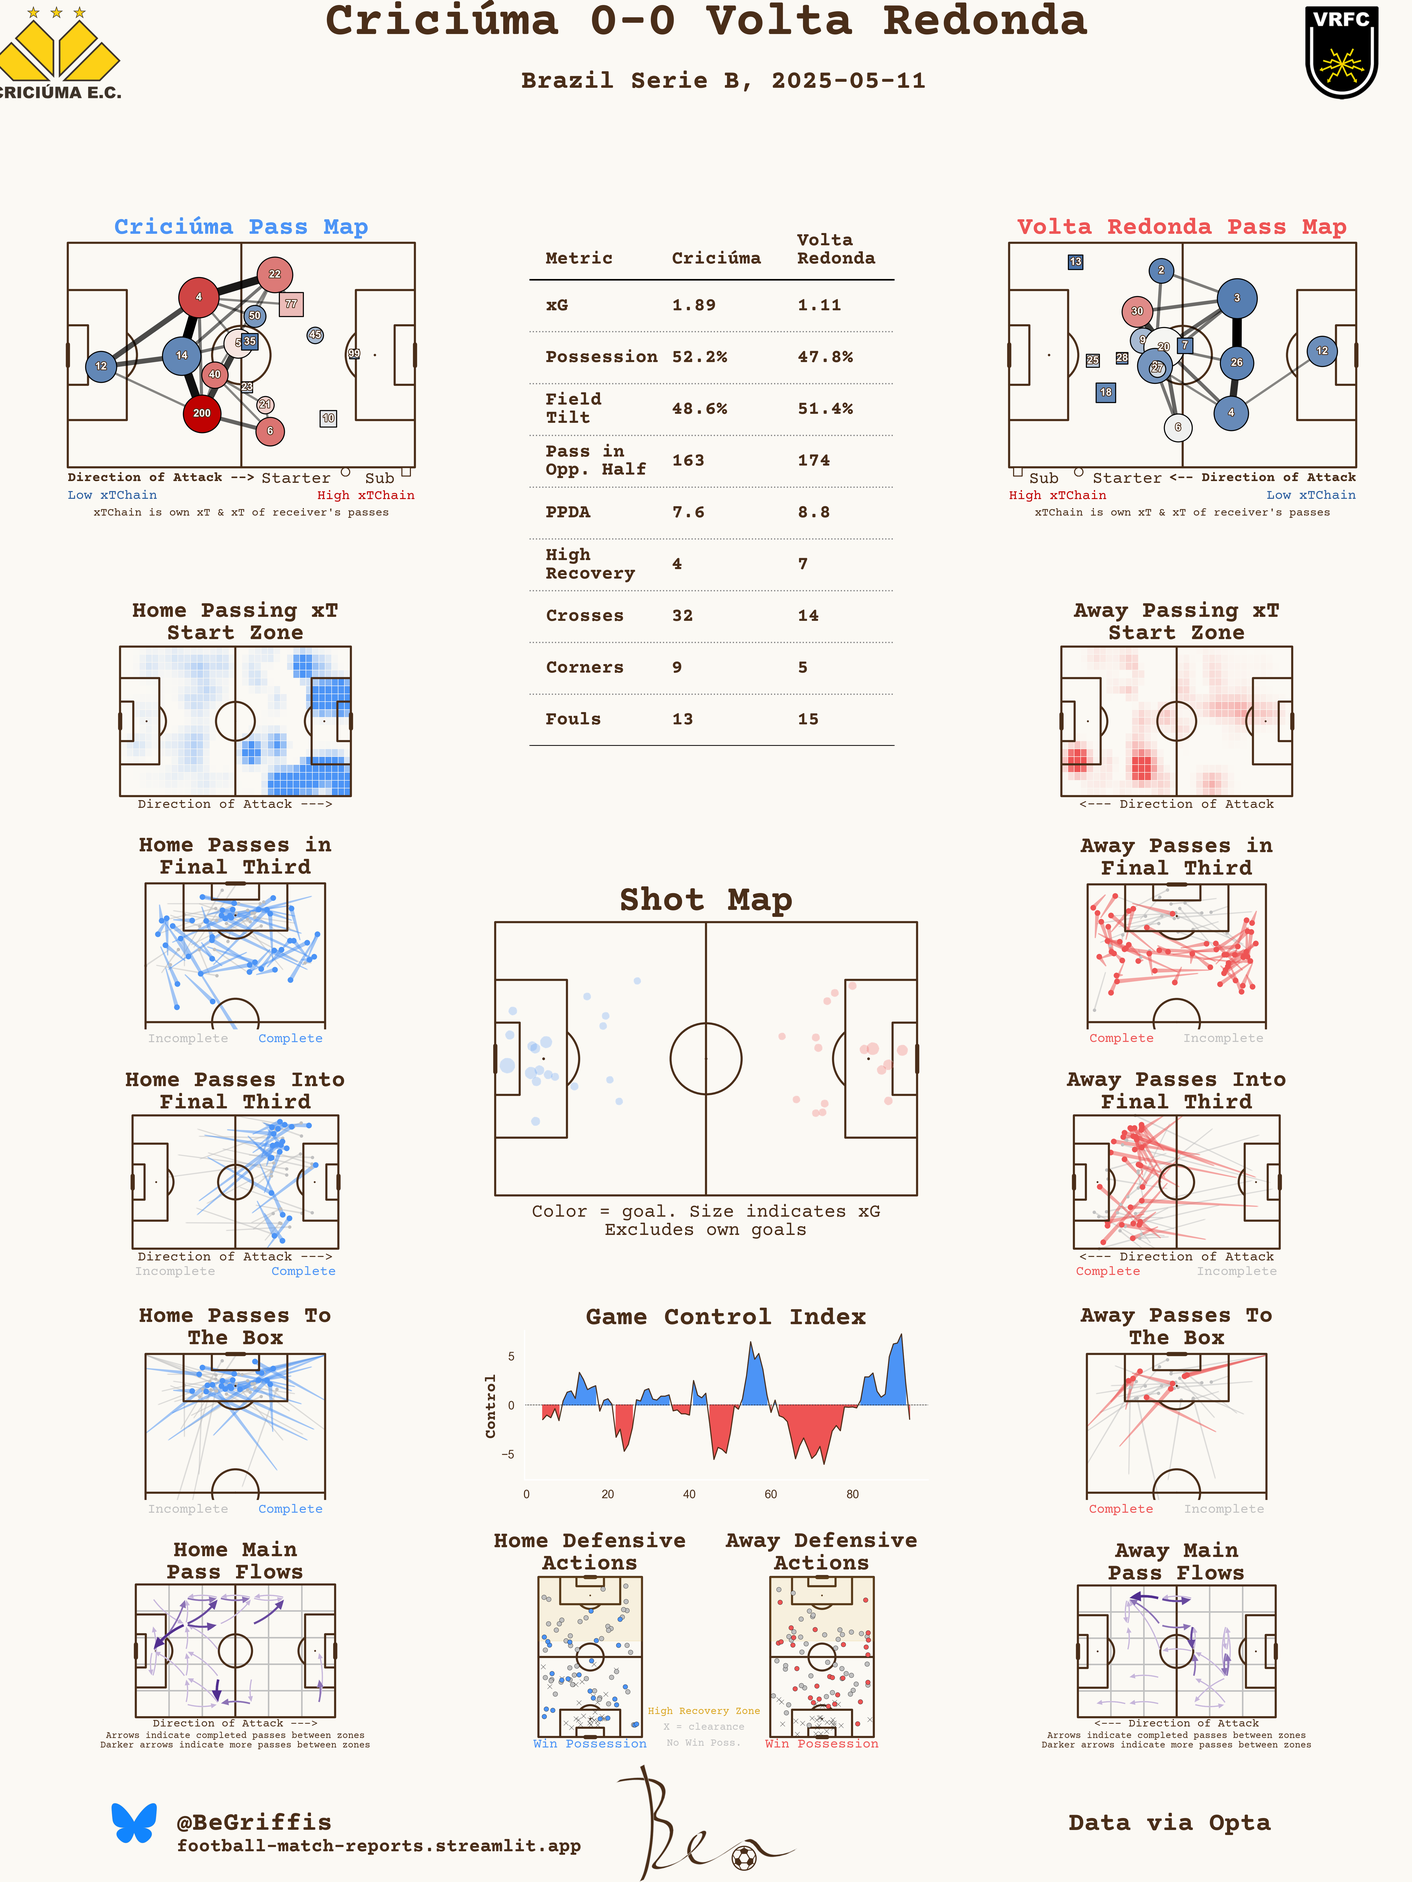 Criciúma 0-0 Volta Redonda
Brazil Serie B, 2025-05-11
CRICIÚMA E.C.
VRFC
Criciúma Pass Map
22
4
77
50
45
35
14
99
12
40
23
21
200
10
6
Direction of Attack --> Starter Sub
Low xTChain High xTChain
xTChain is own xT & xT of receiver's passes
Metric Criciúma Volta Redonda
xG 1.89 1.11
Possession 52.2% 47.8%
Field Tilt 48.6% 51.4%
Pass in Opp. Half 163 174
PPDA 7.6 8.8
High Recovery 4 7
Crosses 32 14
Corners 9 5
Fouls 13 15
Volta Redonda Pass Map
13
2
3
30
9
20
7
12
25
28
26
27
18
4
6
Sub Starter <-- Direction of Attack
High xTChain Low xTChain
xTChain is own xT & xT of receiver's passes
Home Passing xT
Start Zone
Direction of Attack --->
Away Passing xT
Start Zone
<--- Direction of Attack
Home Passes in
Final Third
Incomplete Complete
Away Passes in
Final Third
Complete Incomplete
Shot Map
Color = goal. Size indicates xG
Excludes own goals
Home Passes Into
Final Third
Direction of Attack --->
Incomplete Complete
Away Passes Into
Final Third
<--- Direction of Attack
Complete Incomplete
Home Passes To
The Box
Incomplete Complete
Game Control Index
Control
5
0
−5
0 20 40 60 80
Away Passes To
The Box
Complete Incomplete
Home Main
Pass Flows
Direction of Attack --->
Arrows indicate completed passes between zones
Darker arrows indicate more passes between zones
Home Defensive
Actions
Win Possession
High Recovery Zone
X = clearance
No Win Poss.
Away Defensive
Actions
Win Possession
Away Main
Pass Flows
<--- Direction of Attack
Arrows indicate completed passes between zones
Darker arrows indicate more passes between zones
@BeGriffis
football-match-reports.streamlit.app
Ben
Data via Opta